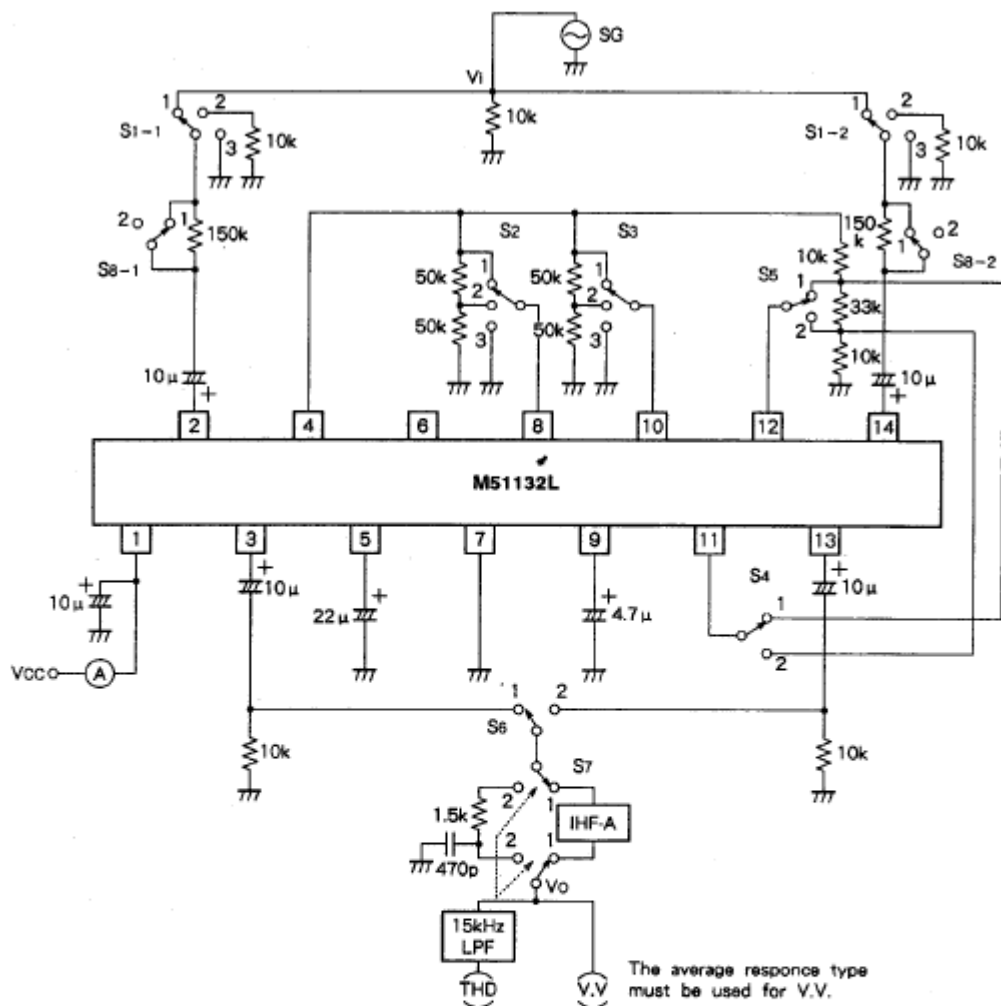 SG
Vi
1
2
10k
S1-1
3
10k
1
2
S1-2
3
10k
2
1
150k
S8-1
S2
S3
150
k
1
2
S8-2
10k
S5
1
33k
2
10k
50k
1
2
50k
3
50k
1
2
50k
3
10μ
+
10μ
+
2
4
6
8
10
12
14
M51132L
1
3
5
7
9
11
13
+
10μ
+
10μ
+
22μ
+
4.7μ
S4
1
2
+
10μ
Vcc
A
1
2
S6
10k
10k
S7
2
1
1.5k
IHF-A
2
1
470p
Vo
15kHz
LPF
THD
V.V
The average responce type
must be used for V.V.